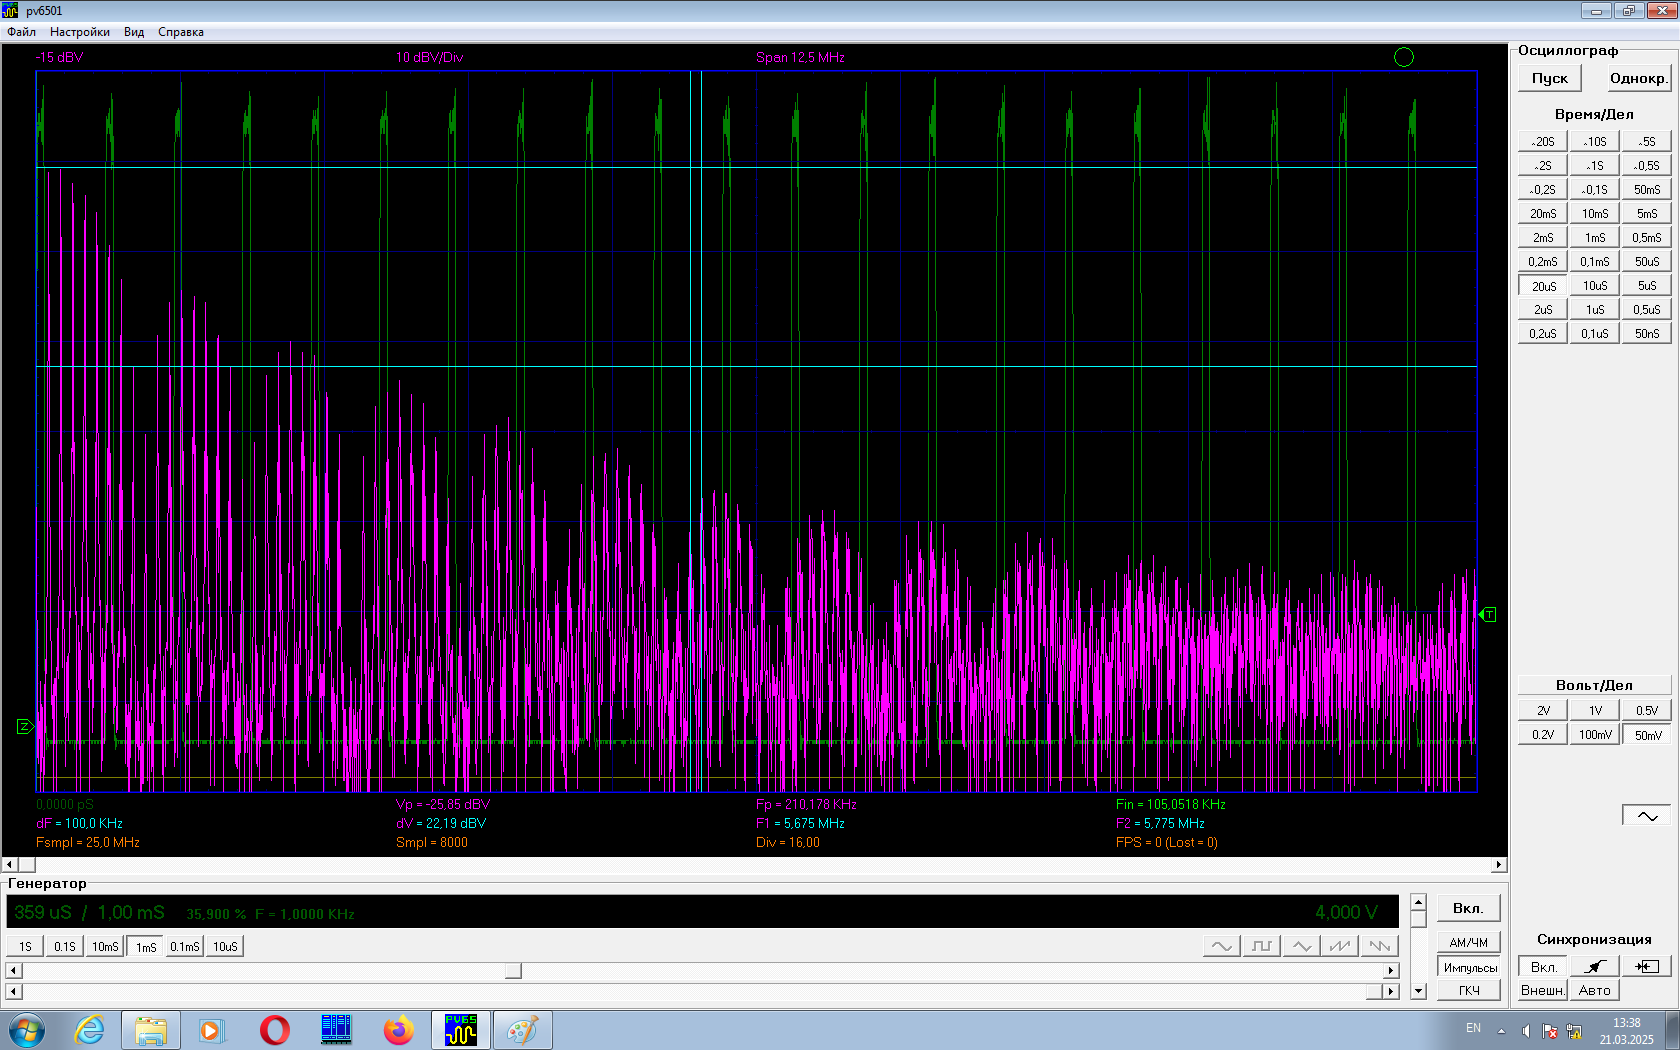 pv6501
Файл Настройки Вид Справка
-15 dBV 10 dBV/Div Span 12,5 MHz
Осциллограф
Пуск Однокр.
Время/Дел
^20S ^10S ^5S
^2S ^1S ^0,5S
^0,2S ^0,1S 50mS
20mS 10mS 5mS
2mS 1mS 0,5mS
0,2mS 0,1mS 50uS
20uS 10uS 5uS
2uS 1uS 0,5uS
0,2uS 0,1uS 50nS
T
Z
Вольт/Дел
2V 1V 0.5V
0.2V 100mV 50mV
0,0000 pS Vp = -25,85 dBV Fp = 210,178 KHz Fin = 105,0518 KHz
dF = 100,0 KHz dV = 22,19 dBV F1 = 5,675 MHz F2 = 5,775 MHz
Fsmpl = 25,0 MHz Smpl = 8000 Div = 16,00 FPS = 0 (Lost = 0)
Генератор
359 uS / 1,00 mS 35,900 % F = 1,0000 KHz 4,000 V
Вкл.
1S 0.1S 10mS 1mS 0.1mS 10uS
АМ/ЧМ
Импульсы
ГКЧ
Синхронизация
Вкл.
Внешн. Авто
PV65
EN
13:38
21.03.2025